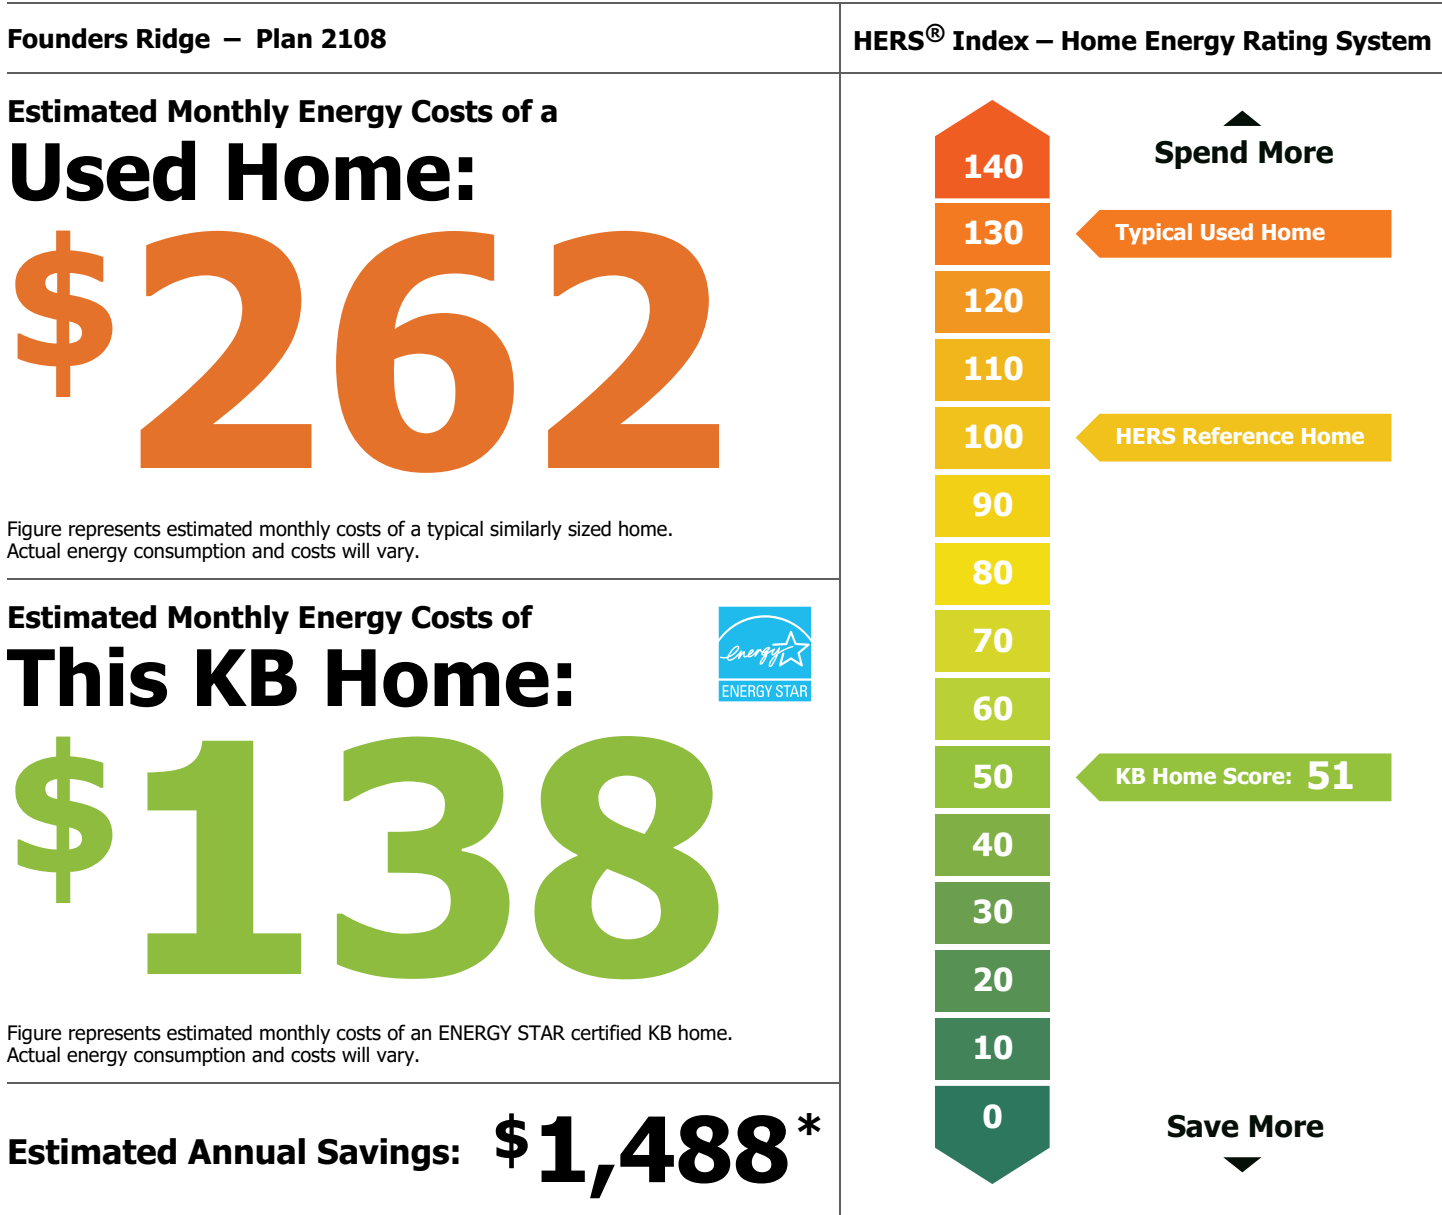 Founders Ridge – Plan 2108
Estimated Monthly Energy Costs of a
Used Home:
$262
Figure represents estimated monthly costs of a typical similarly sized home.
Actual energy consumption and costs will vary.
Estimated Monthly Energy Costs of
This KB Home:
energy
ENERGY STAR
$138
Figure represents estimated monthly costs of an ENERGY STAR certified KB home.
Actual energy consumption and costs will vary.
Estimated Annual Savings: $1,488*
HERS® Index – Home Energy Rating System
Spend More
140
130 Typical Used Home
120
110
100 HERS Reference Home
90
80
70
60
50 KB Home Score: 51
40
30
20
10
0
Save More